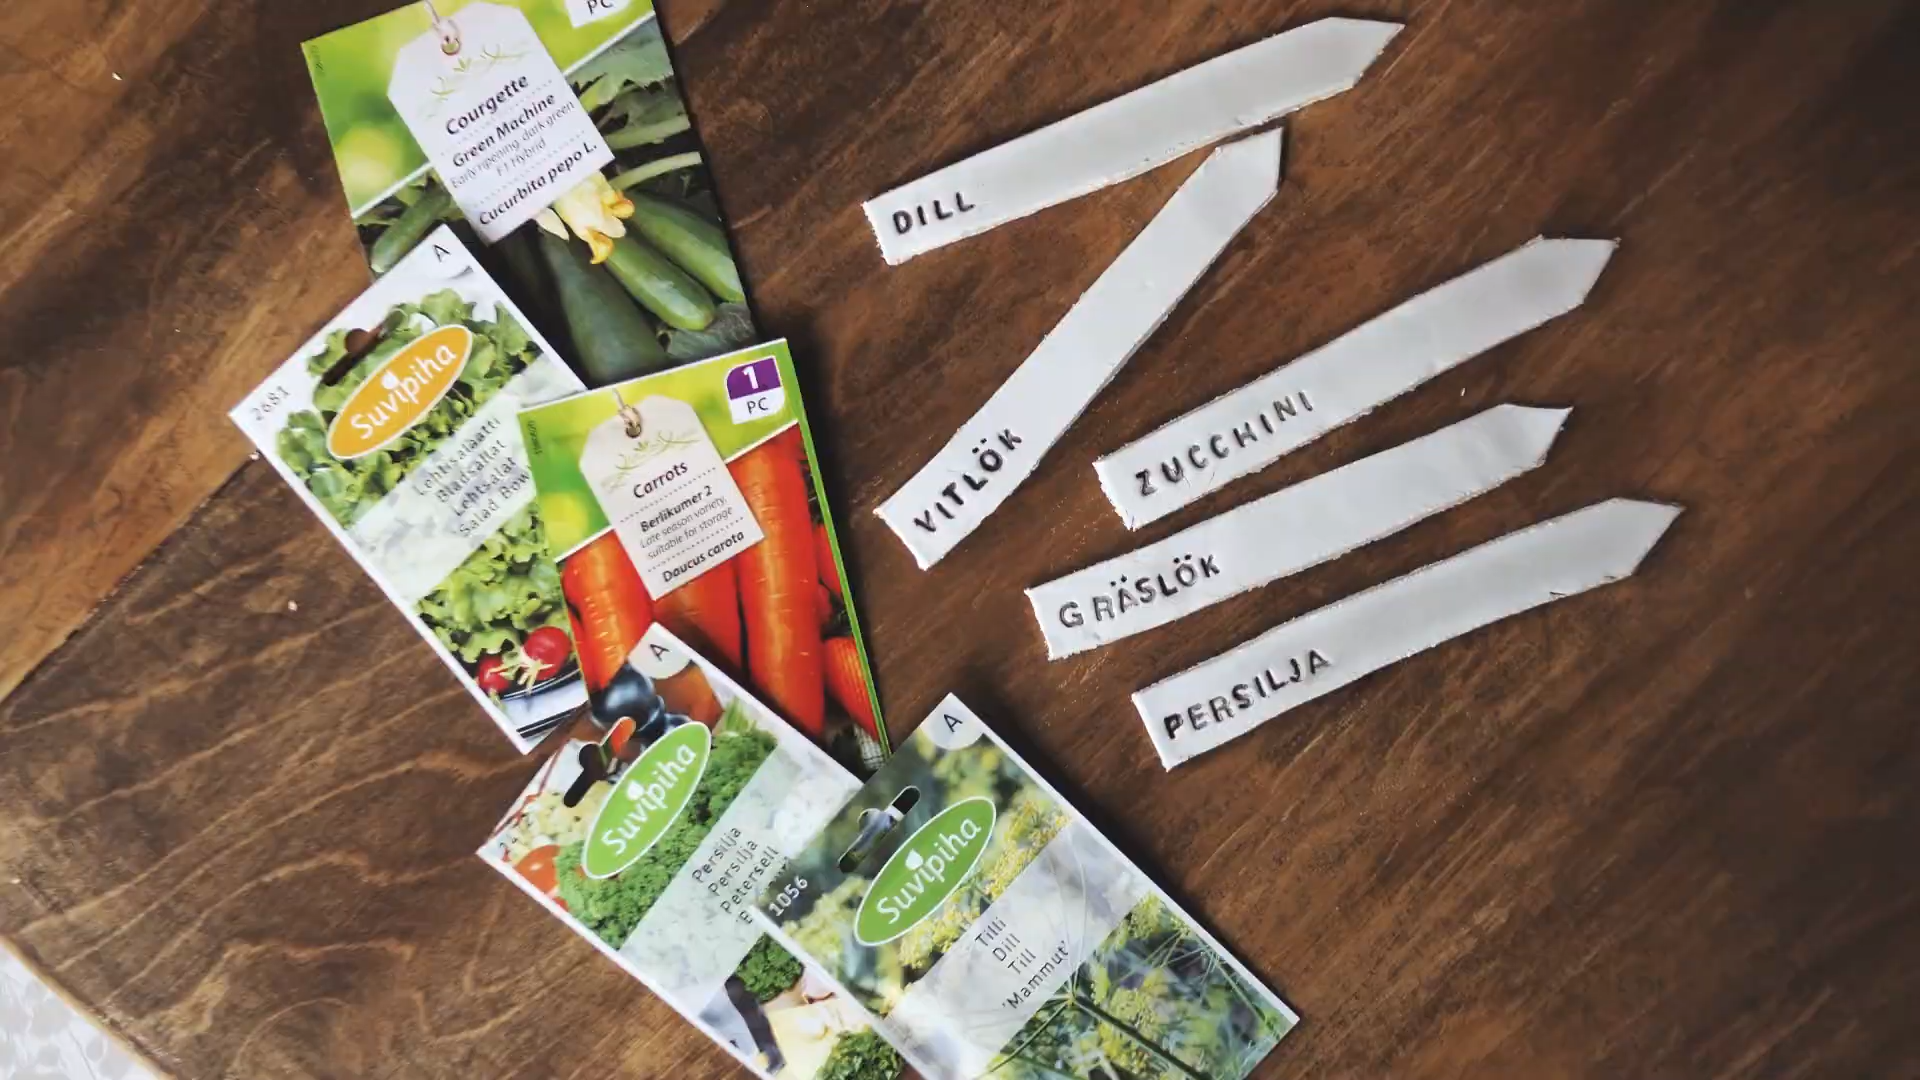 PC
Courgette
Green Machine
Early ripening, dark green
F1 Hybrid
Cucurbita pepo L.
A
2681
Suvipiha
Lehtisalaatti
Bladsallat
Lehtsalat
Salad Bow
1
PC
Carrots
Berlikumer 2
Late season variety,
suitable for storage
Daucus carota
A
Suvipiha
Persilja
Persilja
Petersell
A
1056
Suvipiha
Tilli
Dill
Till
'Mammut'
DILL
VITLÖK
ZUCCHINI
GRÄSLÖK
PERSILJA